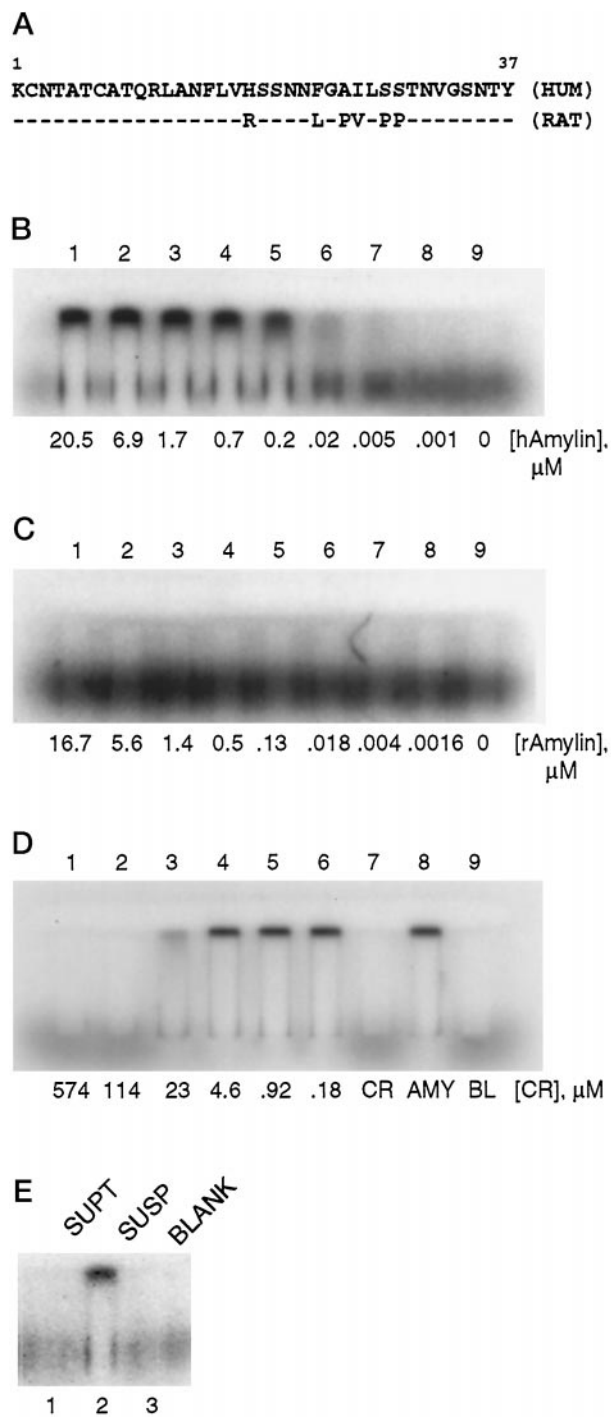 A
1 37
KCNTATCATQRLANFLVHSSNNFGAILSSTNVGSNTY (HUM)
------------------R----L-PV-PP--------- (RAT)
B
1 2 3 4 5 6 7 8 9
20.5 6.9 1.7 0.7 0.2 .02 .005 .001 0 [hAmylin],
μM
C
1 2 3 4 5 6 7 8 9
16.7 5.6 1.4 0.5 .13 .018 .004 .0016 0 [rAmylin],
μM
D
1 2 3 4 5 6 7 8 9
574 114 23 4.6 .92 .18 CR AMY BL [CR], μM
E
SUPT SUSP BLANK
1 2 3